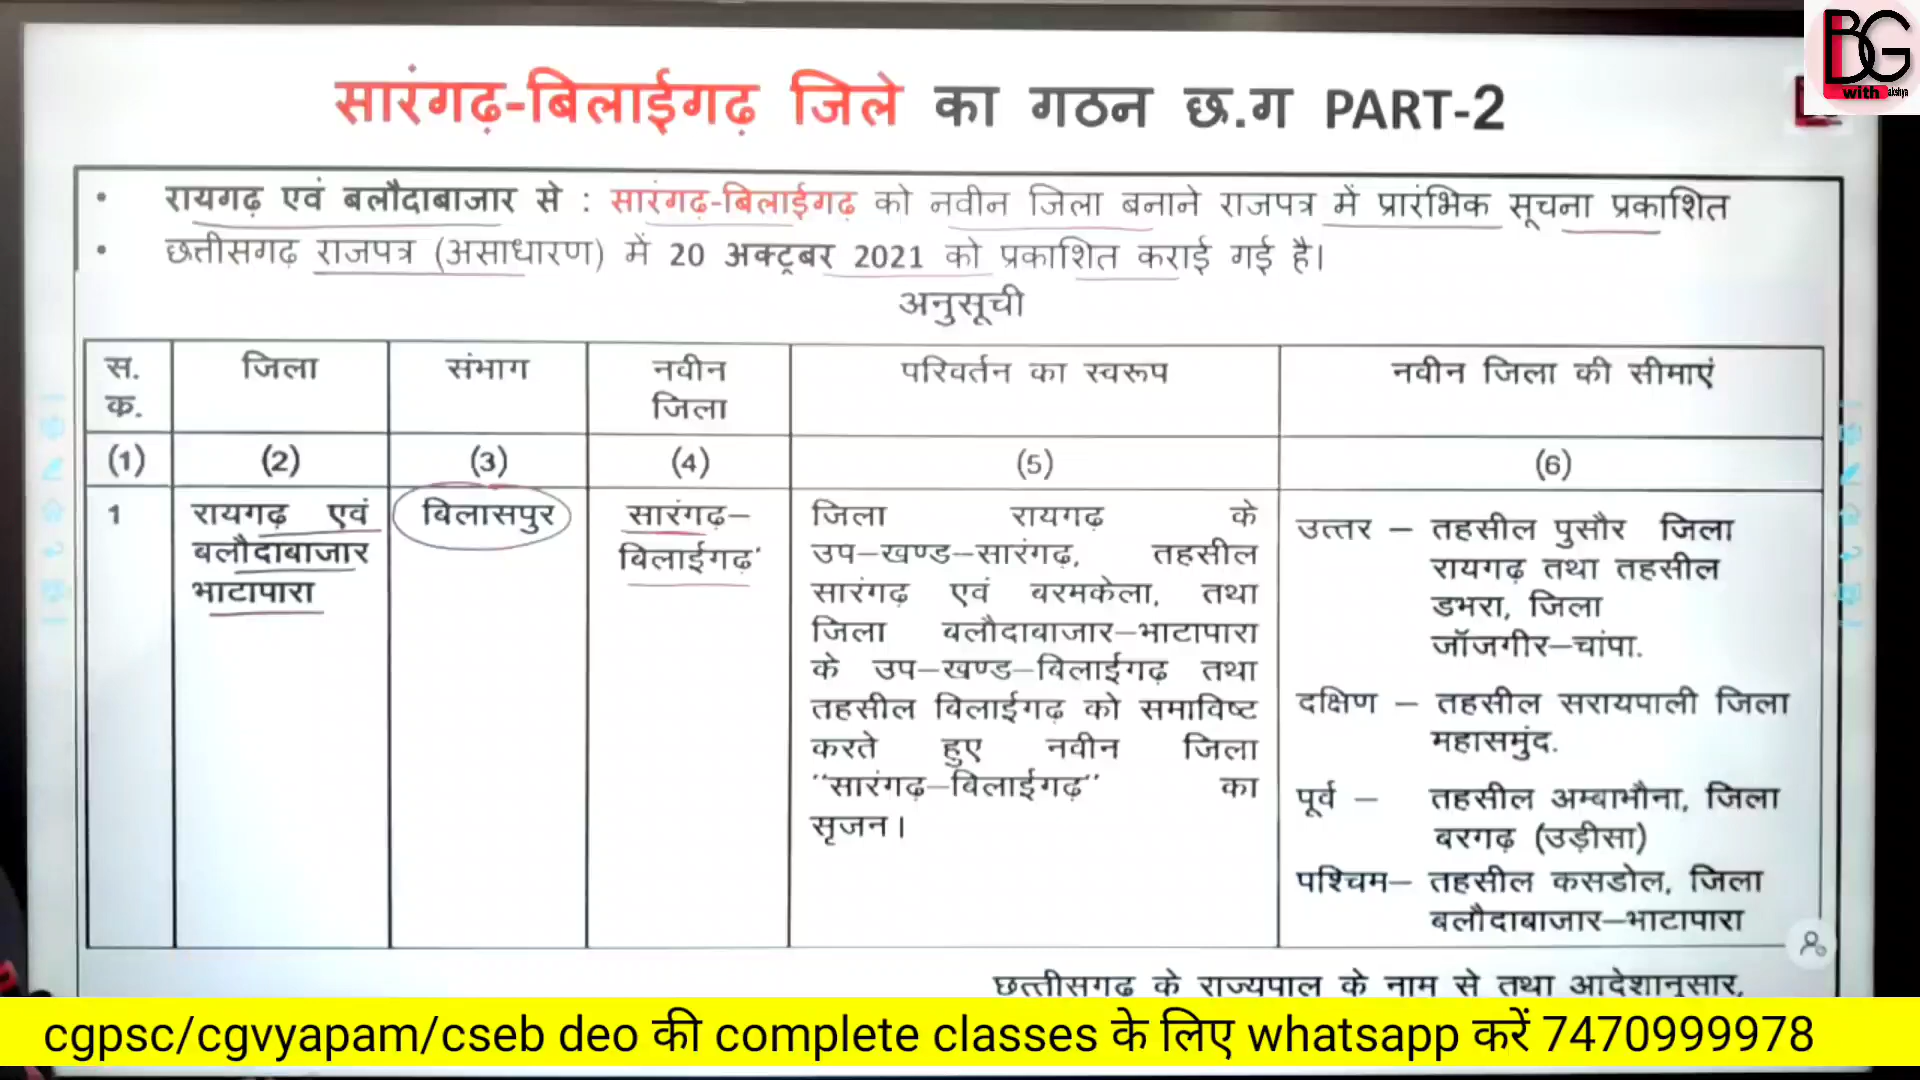 BG
with
सारंगढ़-बिलाईगढ़ जिले का गठन छ.ग PART-2
• रायगढ़ एवं बलौदाबाजार से : सारंगढ़-बिलाईगढ़ को नवीन जिला बनाने राजपत्र में प्रारंभिक सूचना प्रकाशित
• छत्तीसगढ़ राजपत्र (असाधारण) में 20 अक्टूबर 2021 को प्रकाशित कराई गई है।
अनुसूची
स. क.
जिला
संभाग
नवीन जिला
परिवर्तन का स्वरूप
नवीन जिला की सीमाएं
(1) (2) (3) (4) (5) (6)
1
रायगढ़ एवं
बलौदाबाजार
भाटापारा
बिलासपुर
सारंगढ़–
बिलाईगढ़'
जिला रायगढ़ के
उप–खण्ड–सारंगढ़, तहसील
सारंगढ़ एवं बरमकेला, तथा
जिला बलौदाबाजार–भाटापारा
के उप–खण्ड–बिलाईगढ़ तथा
तहसील बिलाईगढ़ को समाविष्ट
करते हुए नवीन जिला
"सारंगढ़–बिलाईगढ़" का
सृजन।
उत्तर – तहसील पुसौर जिला
रायगढ़ तथा तहसील
डभरा, जिला
जॉजगीर–चांपा.
दक्षिण – तहसील सरायपाली जिला
महासमुंद.
पूर्व – तहसील अम्बाभौना, जिला
बरगढ़ (उड़ीसा)
पश्चिम– तहसील कसडोल, जिला
बलौदाबाजार–भाटापारा
छत्तीसगढ़ के राज्यपाल के नाम से तथा आदेशानुसार,
cgpsc/cgvyapam/cseb deo की complete classes के लिए whatsapp करें 7470999978